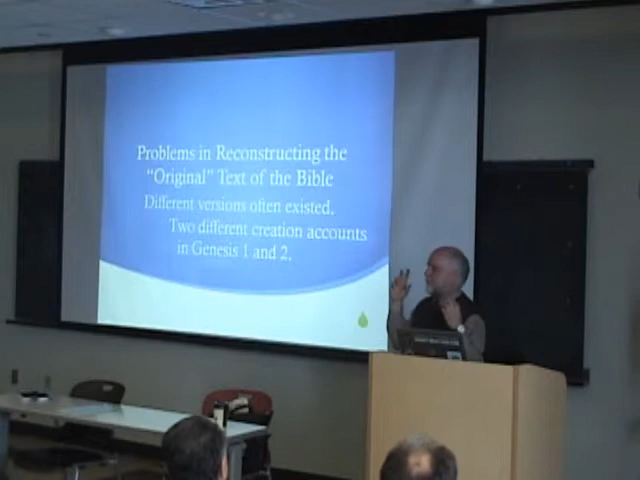 Problems in Reconstructing the
“Original” Text of the Bible
Different versions often existed.
Two different creation accounts
in Genesis 1 and 2.